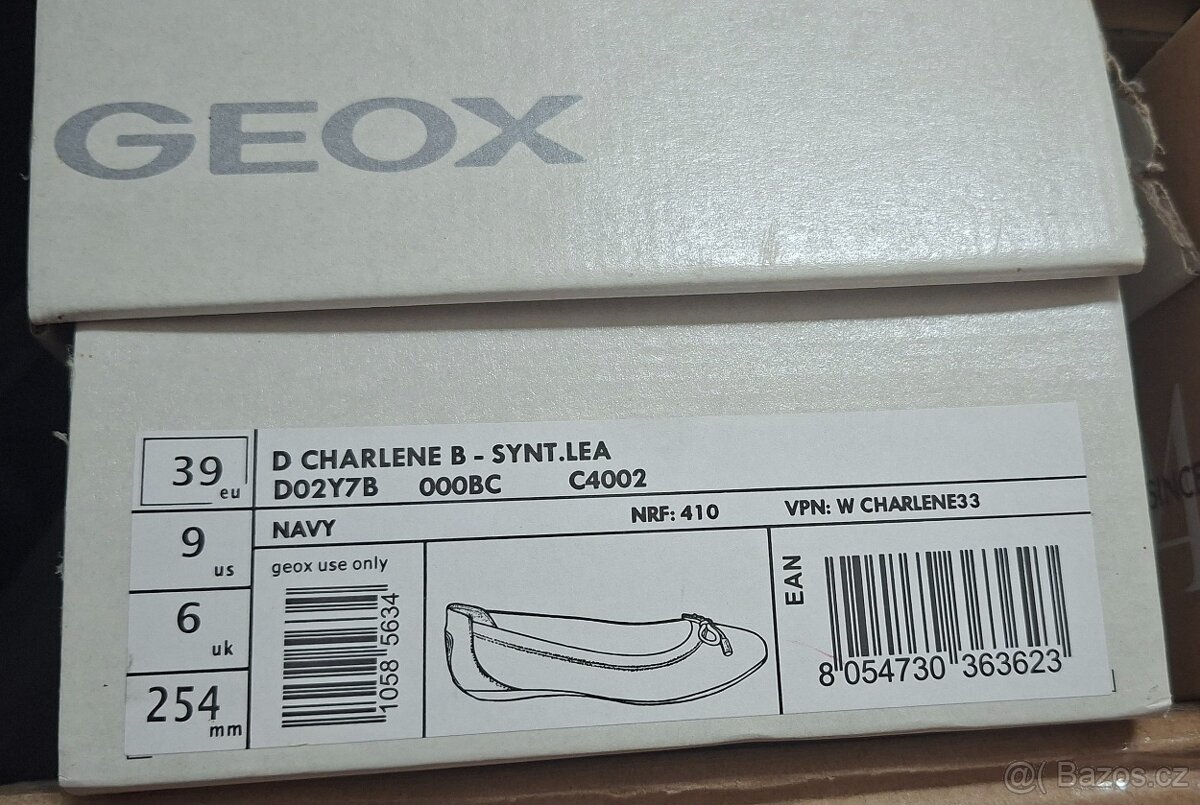 GEOX
39 eu
9 us
6 uk
254 mm
D CHARLENE B - SYNT.LEA
D02Y7B 000BC C4002
NAVY NRF: 410 VPN: W CHARLENE33
geox use only
1058 5634
EAN
8 054730 363623
@( Bazos.cz